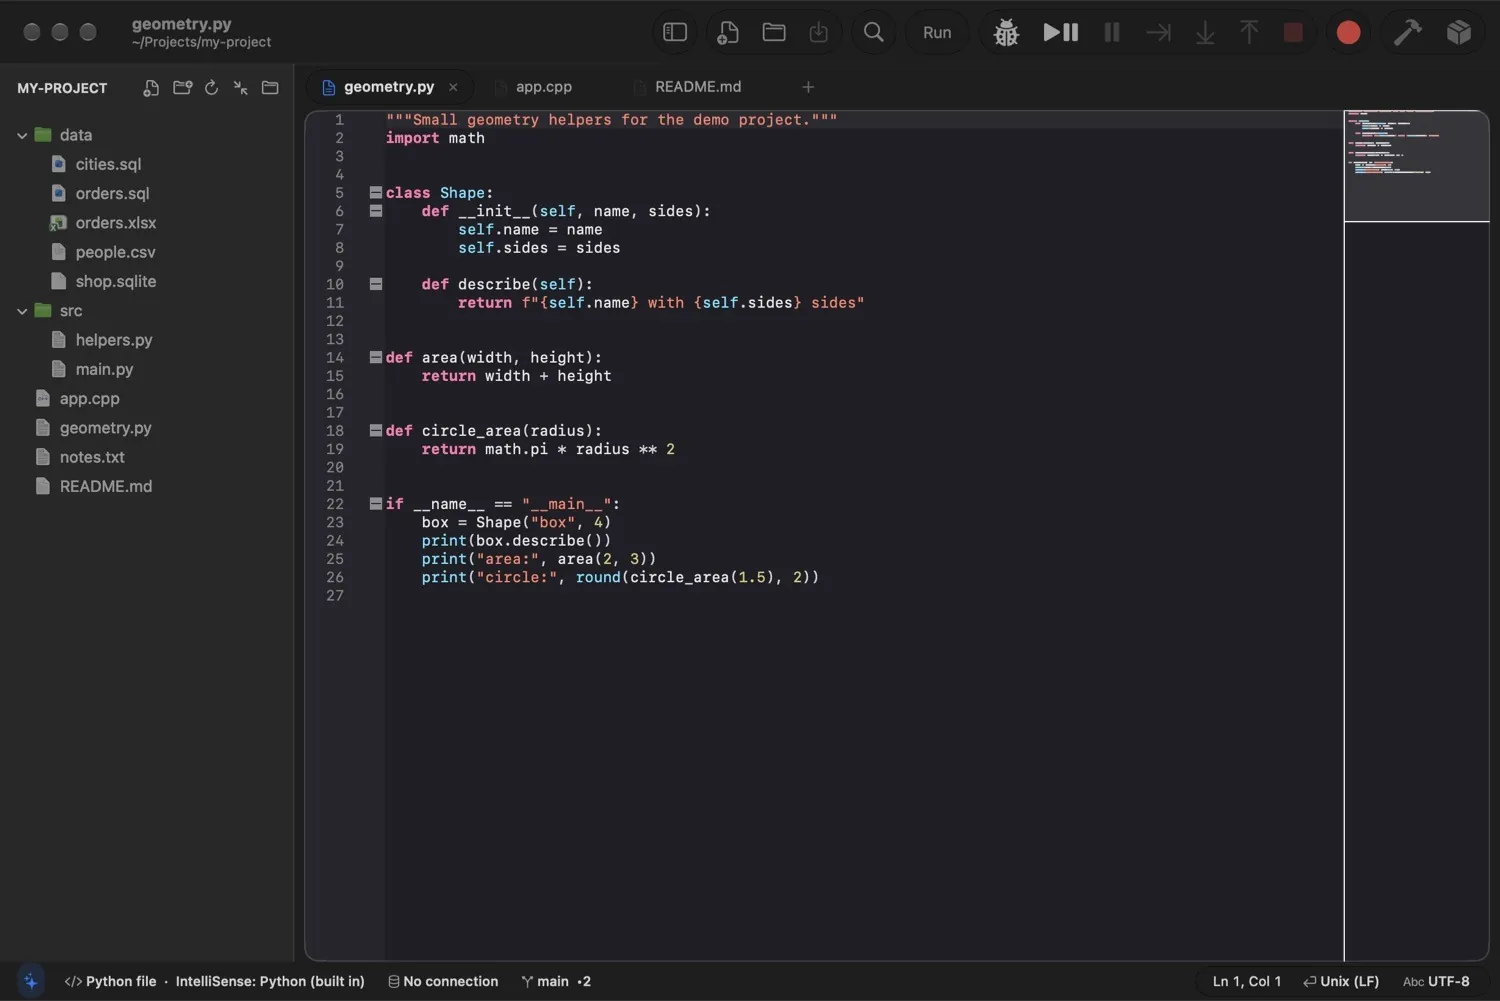 geometry.py
~/Projects/my-project
Run
MY-PROJECT
data
cities.sql
orders.sql
orders.xlsx
people.csv
shop.sqlite
src
helpers.py
main.py
app.cpp
geometry.py
notes.txt
README.md
geometry.py × app.cpp README.md +
1 """Small geometry helpers for the demo project."""
2 import math
3
4
5 class Shape:
6     def __init__(self, name, sides):
7         self.name = name
8         self.sides = sides
9
10     def describe(self):
11         return f"{self.name} with {self.sides} sides"
12
13
14 def area(width, height):
15     return width + height
16
17
18 def circle_area(radius):
19     return math.pi * radius ** 2
20
21
22 if __name__ == "__main__":
23     box = Shape("box", 4)
24     print(box.describe())
25     print("area:", area(2, 3))
26     print("circle:", round(circle_area(1.5), 2))
27
</> Python file · IntelliSense: Python (built in) No connection main •2 Ln 1, Col 1 Unix (LF) Abc UTF-8